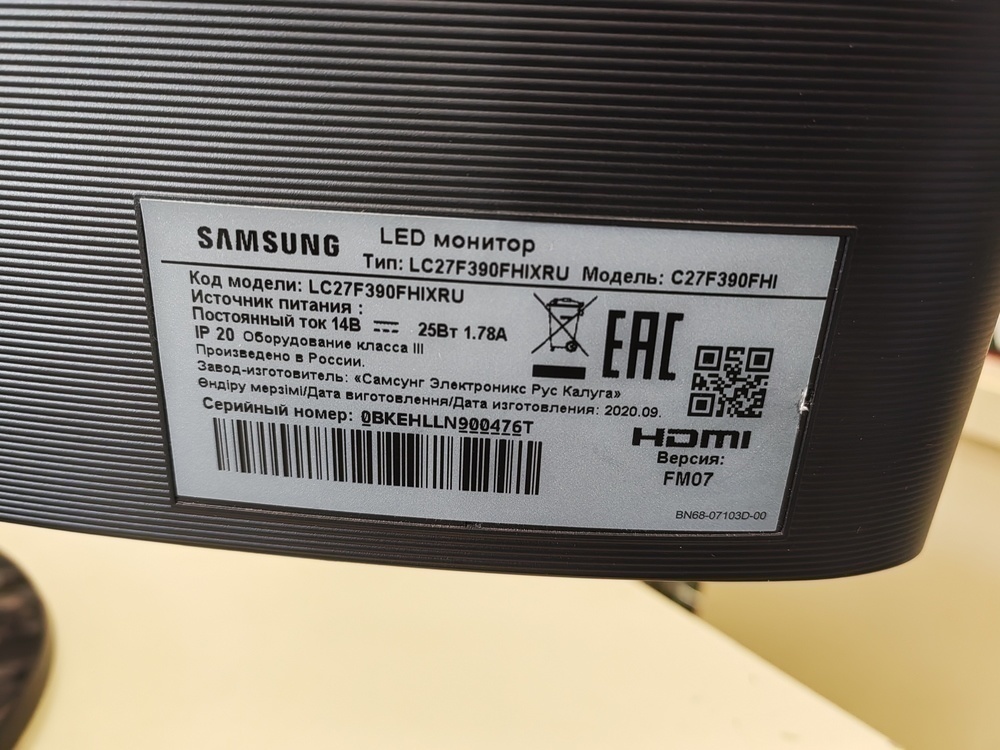 SAMSUNG LED монитор
Тип: LC27F390FHIXRU Модель: C27F390FHI
Код модели: LC27F390FHIXRU
Источник питания :
Постоянный ток 14В 25Вт 1.78А
IP 20 Оборудование класса III
Произведено в России.
Завод-изготовитель: «Самсунг Электроникс Рус Калуга»
Өндіру мерзімі/Дата виготовлення/Дата изготовления: 2020.09.
Серийный номер: 0BKEHLLN900476T
EAC
HDMI
Версия:
FM07
BN68-07103D-00